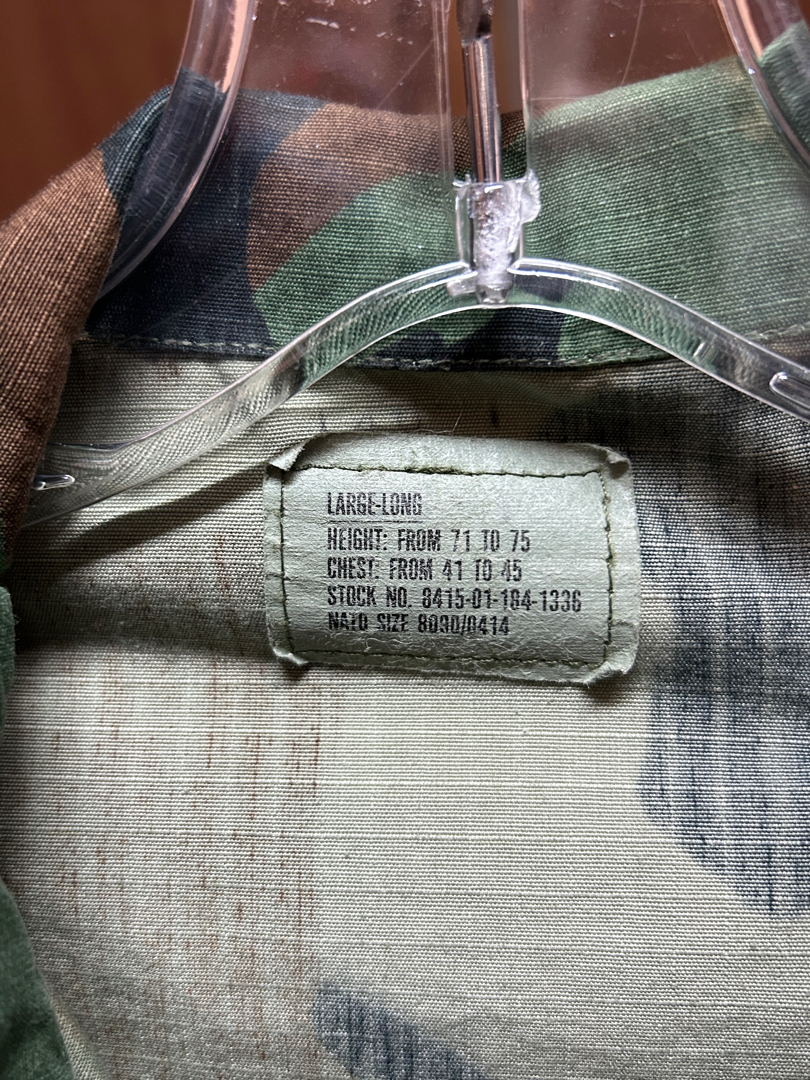 LARGE-LONG
HEIGHT: FROM 71 TO 75
CHEST: FROM 41 TO 45
STOCK NO. 8415-01-184-1336
NATO SIZE 8090/0414